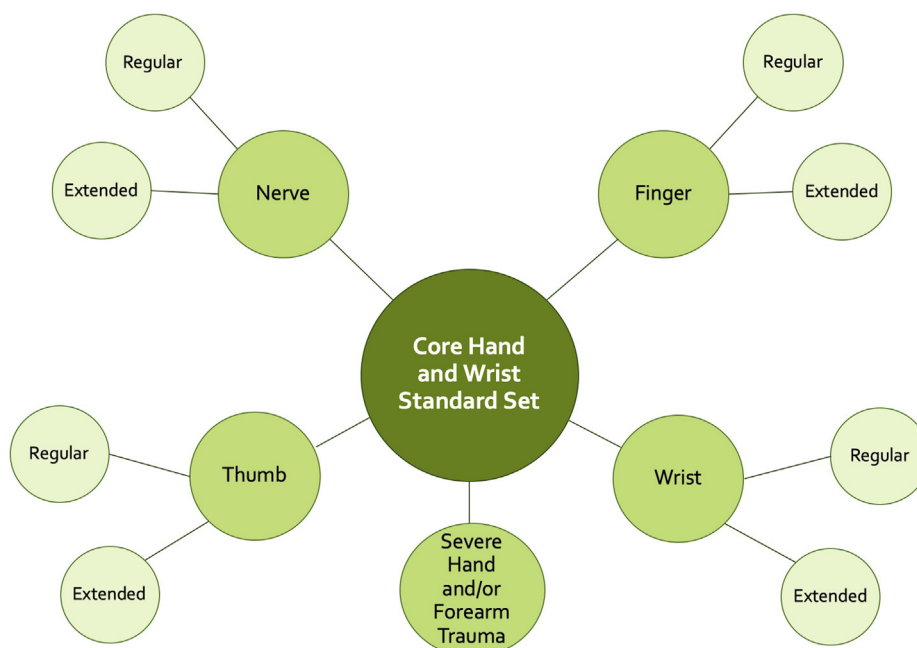 Regular
Regular
Extended
Nerve
Finger
Extended
Core Hand
and Wrist
Standard Set
Regular
Thumb
Wrist
Regular
Severe
Hand
and/or
Forearm
Trauma
Extended
Extended